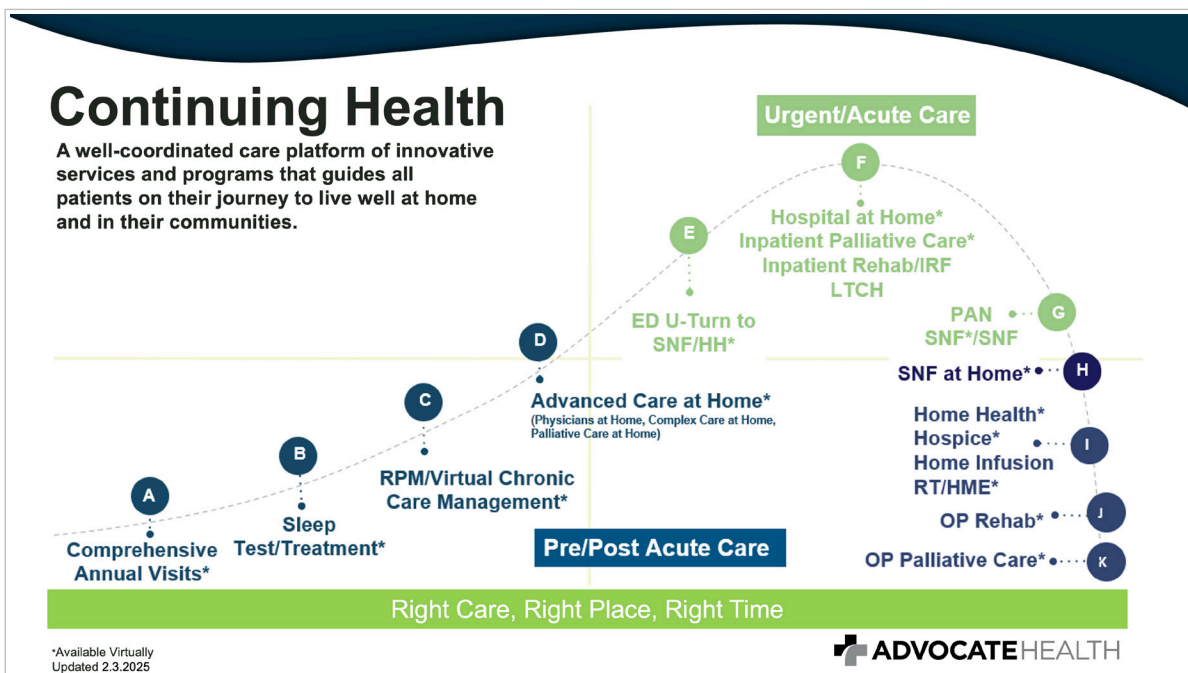 Continuing Health
A well-coordinated care platform of innovative
services and programs that guides all
patients on their journey to live well at home
and in their communities.
Urgent/Acute Care
F
Hospital at Home*
Inpatient Palliative Care*
Inpatient Rehab/IRF
LTCH
E
ED U-Turn to
SNF/HH*
G
PAN
SNF*/SNF
D
Advanced Care at Home*
(Physicians at Home, Complex Care at Home,
Palliative Care at Home)
H
SNF at Home*
C
RPM/Virtual Chronic
Care Management*
I
Home Health*
Hospice*
Home Infusion
RT/HME*
B
Sleep
Test/Treatment*
A
Comprehensive
Annual Visits*
J
OP Rehab*
Pre/Post Acute Care
K
OP Palliative Care*
Right Care, Right Place, Right Time
*Available Virtually
Updated 2.3.2025
ADVOCATEHEALTH